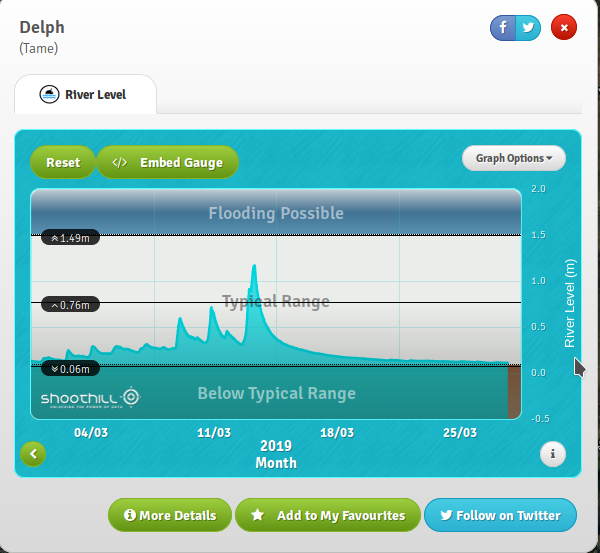 Delph
(Tame)
f
River Level
Reset
</> Embed Gauge
Graph Options
2.0
Flooding Possible
1.5
1.49m
1.0
Typical Range
0.76m
0.5
River Level (m)
0.06m
0.0
Below Typical Range
shoothill
UNLOCKING THE POWER OF DATA
-0.5
04/03 11/03 18/03 25/03
2019
Month
i
i More Details
Add to My Favourites
Follow on Twitter